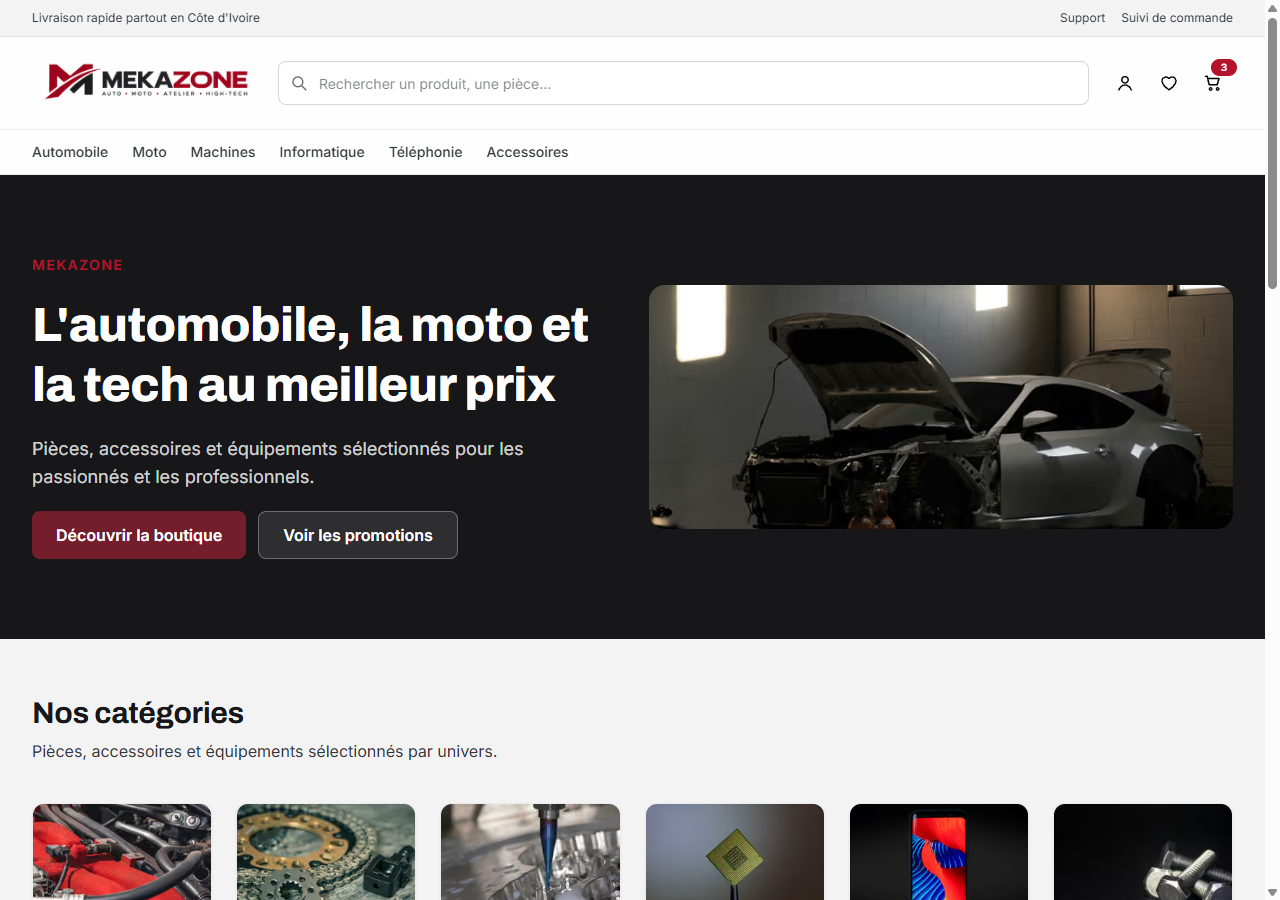 Livraison rapide partout en Côte d'Ivoire
Support Suivi de commande
MEKAZONE
AUTO • MOTO • ATELIER • HIGH-TECH
Rechercher un produit, une pièce...
3
Automobile Moto Machines Informatique Téléphonie Accessoires
MEKAZONE
L'automobile, la moto et
la tech au meilleur prix
Pièces, accessoires et équipements sélectionnés pour les
passionnés et les professionnels.
Découvrir la boutique Voir les promotions
Nos catégories
Pièces, accessoires et équipements sélectionnés par univers.